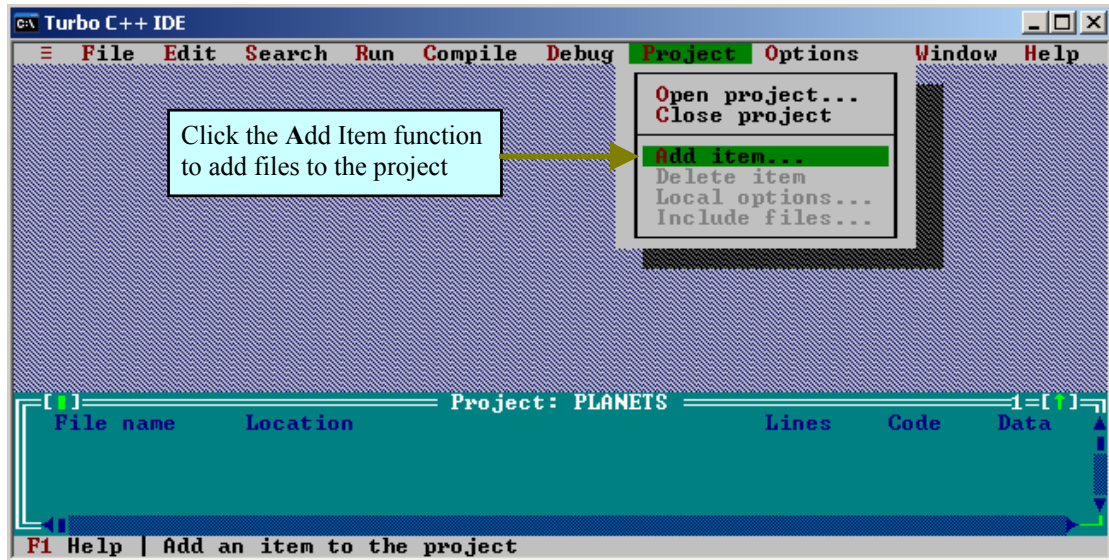 Turbo C++ IDE
≡ File Edit Search Run Compile Debug Project Options Window Help
Open project...
Close project
Click the Add Item function
to add files to the project
Add item...
Delete item
Local options...
Include files...
Project: PLANETS 1=[↑]
File name Location Lines Code Data
F1 Help | Add an item to the project